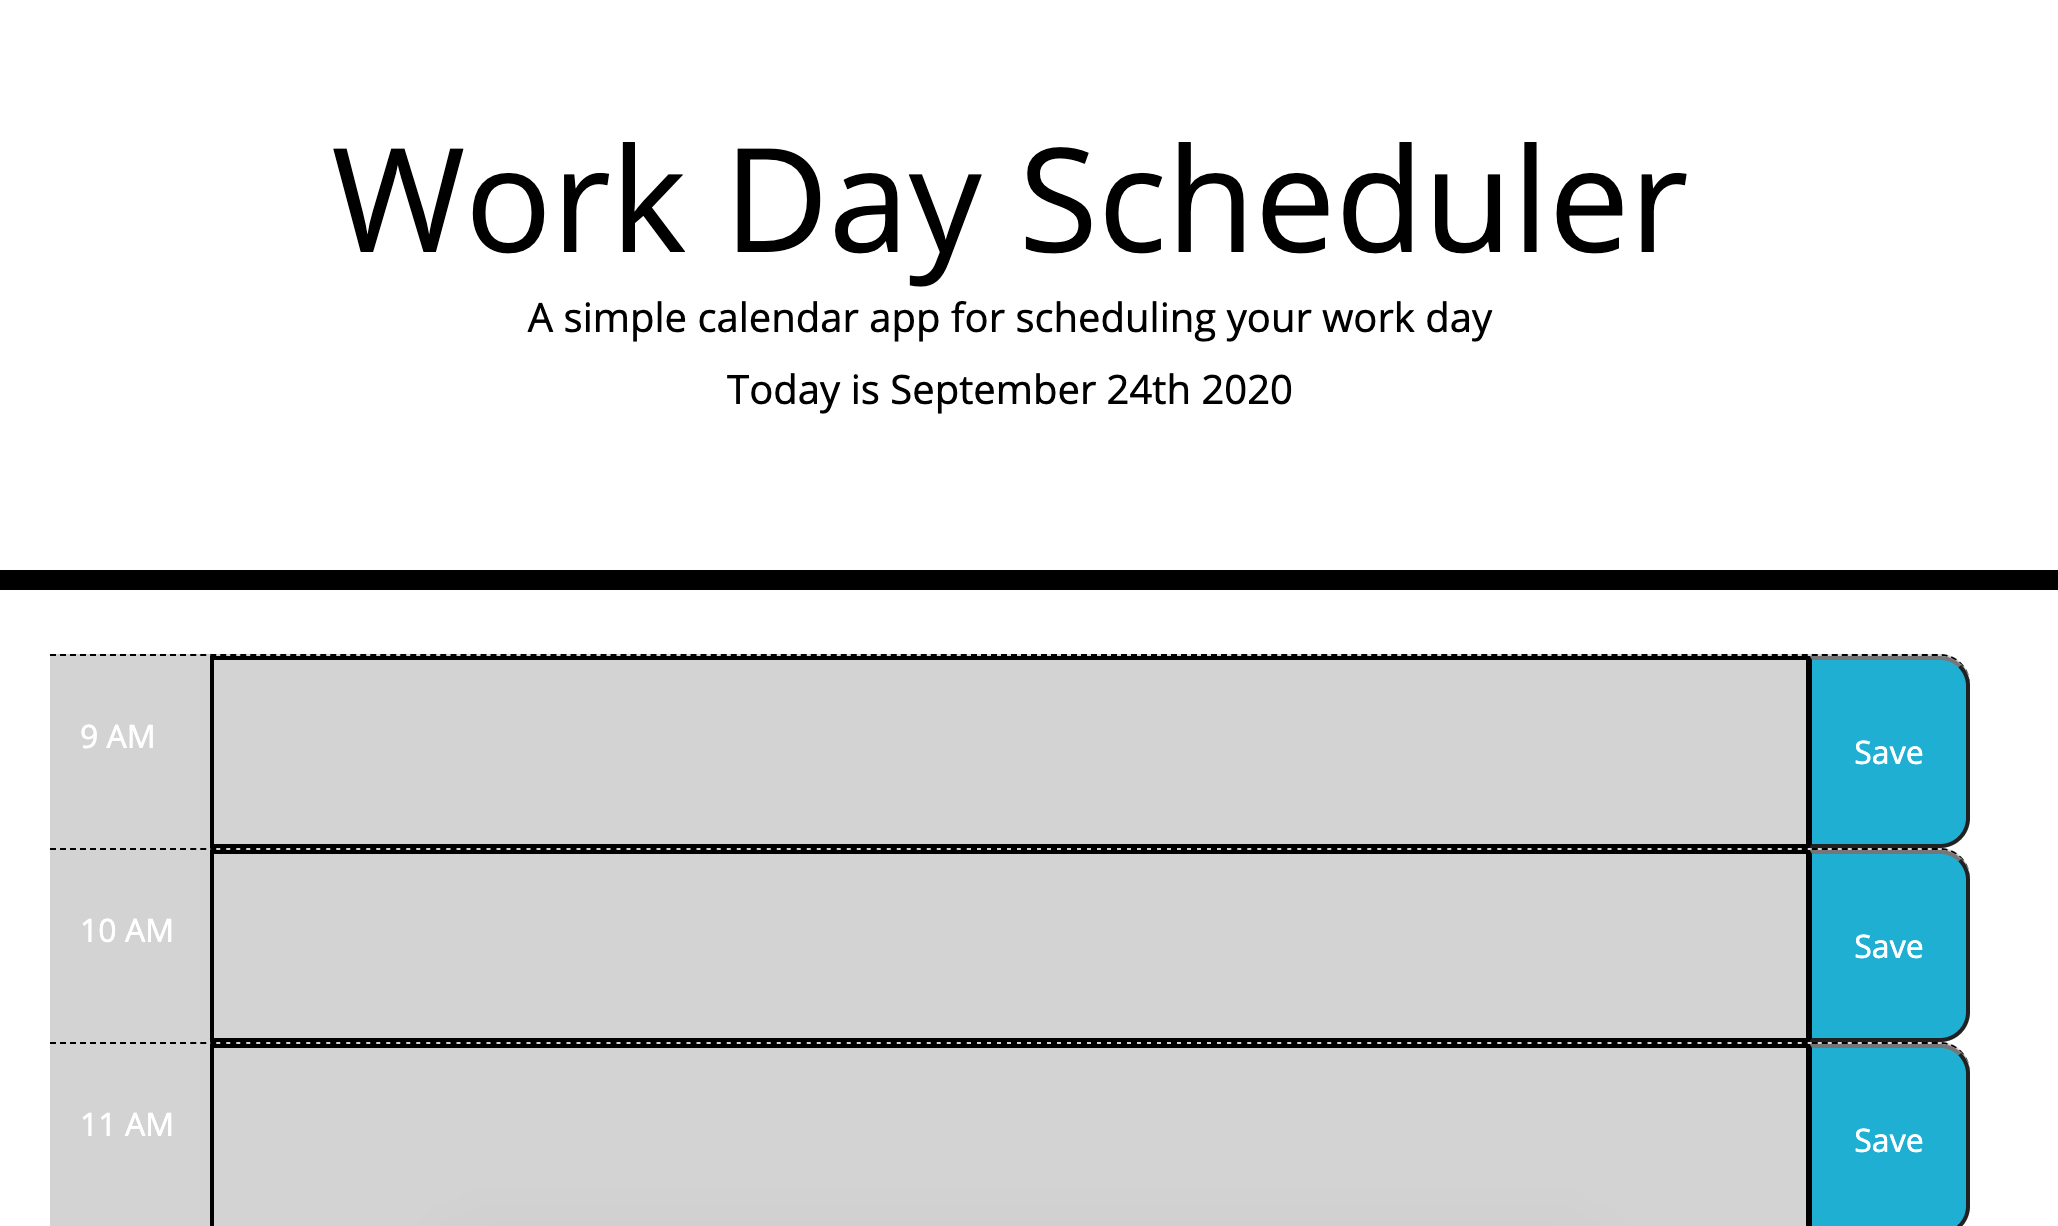 Work Day Scheduler
A simple calendar app for scheduling your work day
Today is September 24th 2020
9 AM
Save
10 AM
Save
11 AM
Save